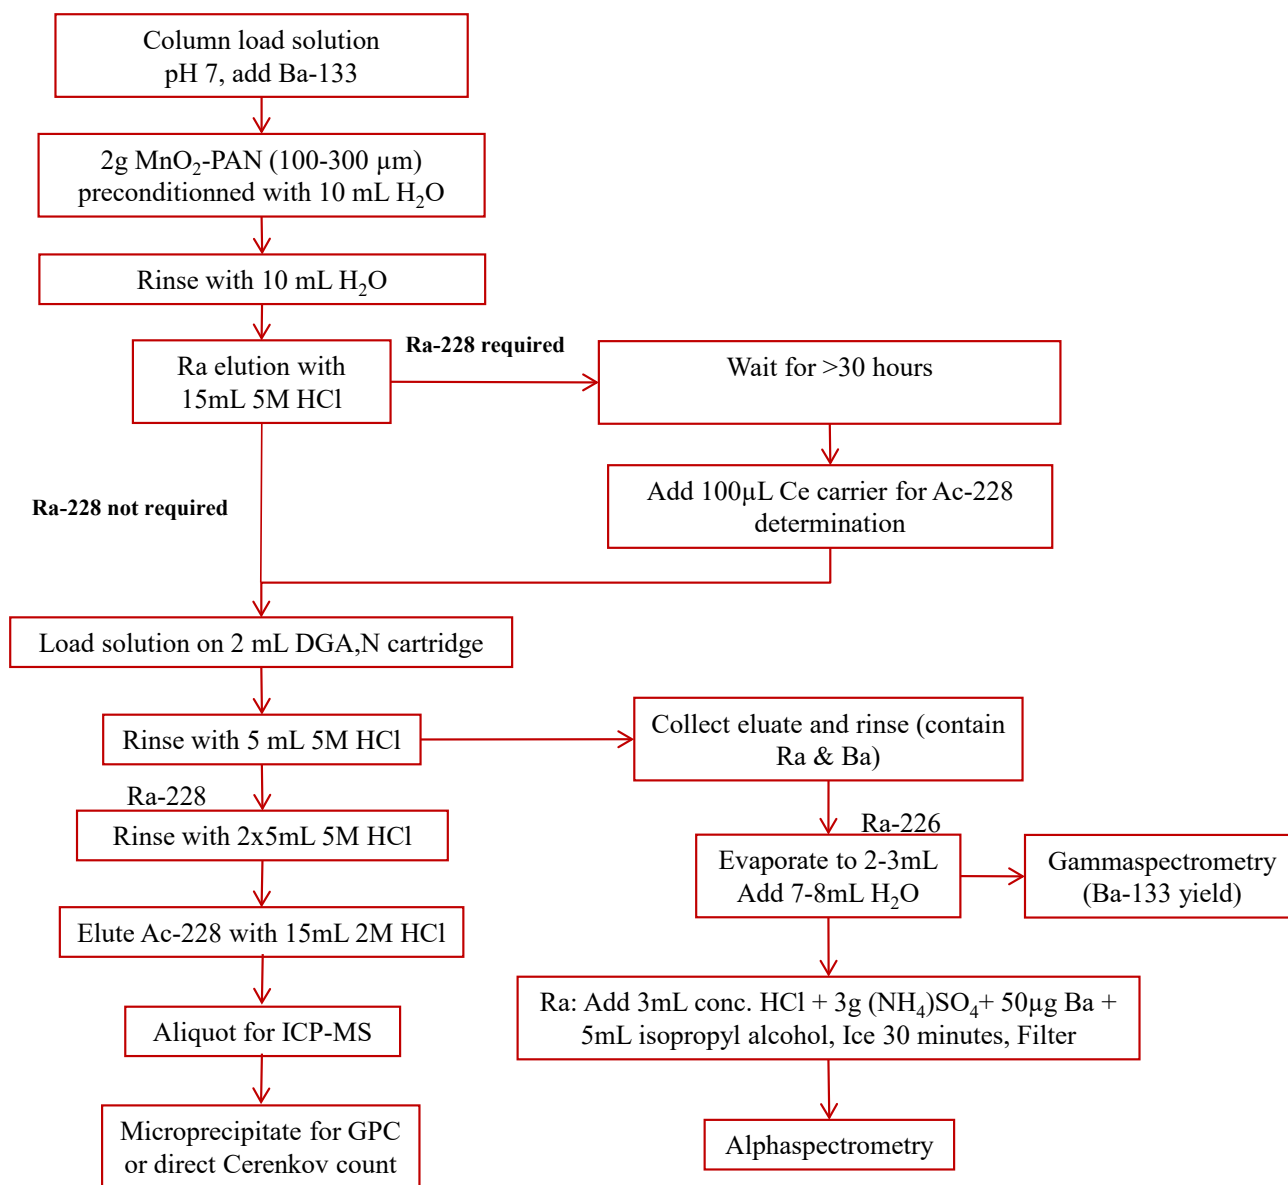 Column load solution
pH 7, add Ba-133
2g MnO₂-PAN (100-300 µm)
preconditionned with 10 mL H₂O
Rinse with 10 mL H₂O
Ra elution with
15mL 5M HCl
Ra-228 required
Wait for >30 hours
Add 100µL Ce carrier for Ac-228
determination
Ra-228 not required
Load solution on 2 mL DGA,N cartridge
Rinse with 5 mL 5M HCl
Collect eluate and rinse (contain
Ra & Ba)
Ra-228
Rinse with 2x5mL 5M HCl
Ra-226
Evaporate to 2-3mL
Add 7-8mL H₂O
Gammaspectrometry
(Ba-133 yield)
Elute Ac-228 with 15mL 2M HCl
Ra: Add 3mL conc. HCl + 3g (NH₄)SO₄+ 50µg Ba +
5mL isopropyl alcohol, Ice 30 minutes, Filter
Aliquot for ICP-MS
Microprecipitate for GPC
or direct Cerenkov count
Alphaspectrometry